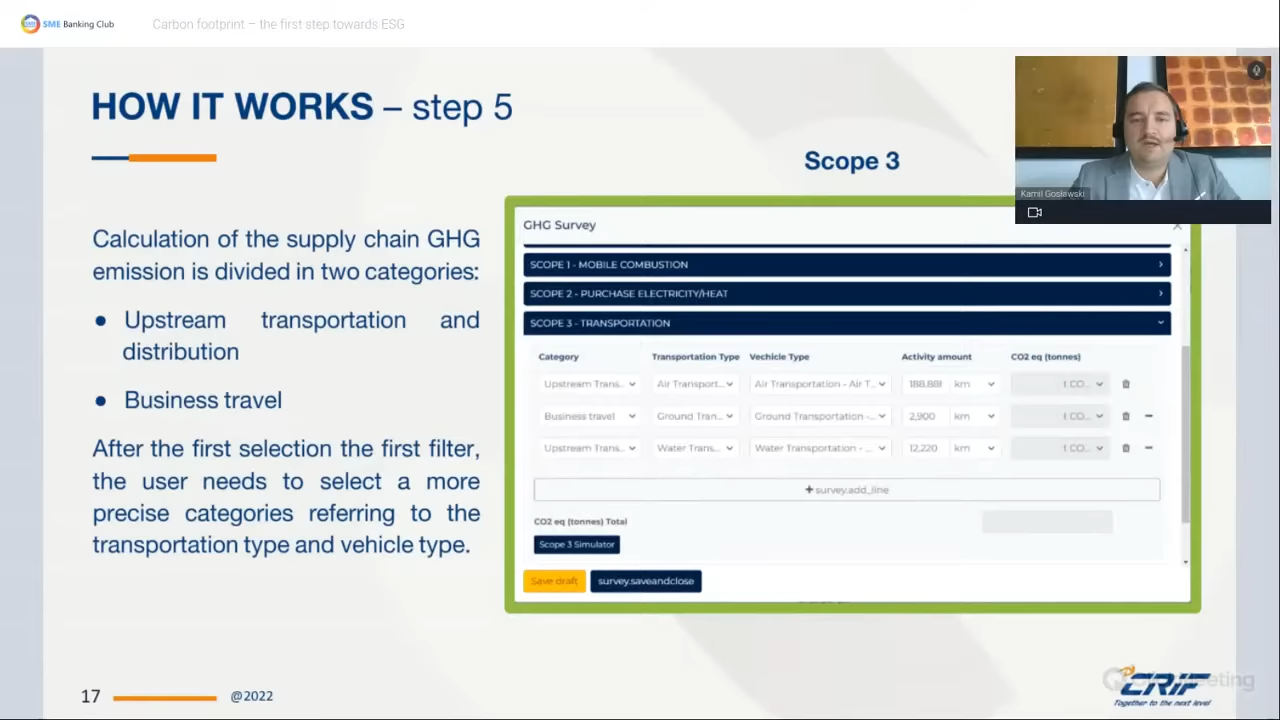 SME Banking Club
Carbon footprint – the first step towards ESG
HOW IT WORKS – step 5
Scope 3
Kamil Gosławski
Calculation of the supply chain GHG
emission is divided in two categories:
• Upstream transportation and
distribution
• Business travel
After the first selection the first filter,
the user needs to select a more
precise categories referring to the
transportation type and vehicle type.
GHG Survey
SCOPE 1 - MOBILE COMBUSTION
SCOPE 2 - PURCHASE ELECTRICITY/HEAT
SCOPE 3 - TRANSPORTATION
Category Transportation Type Vechicle Type Activity amount CO2 eq (tonnes)
Upstream Trans... Air Transport... Air Transportation - Air T... 188,888 km t CO...
Business travel Ground Tran... Ground Transportation -... 2,900 km t CO...
Upstream Trans... Water Trans... Water Transportation - ... 12,220 km t CO...
+ survey.add_line
CO2 eq (tonnes) Total
Scope 3 Simulator
Save draft survey.saveandclose
17 @2022
CRIF
Together to the next level